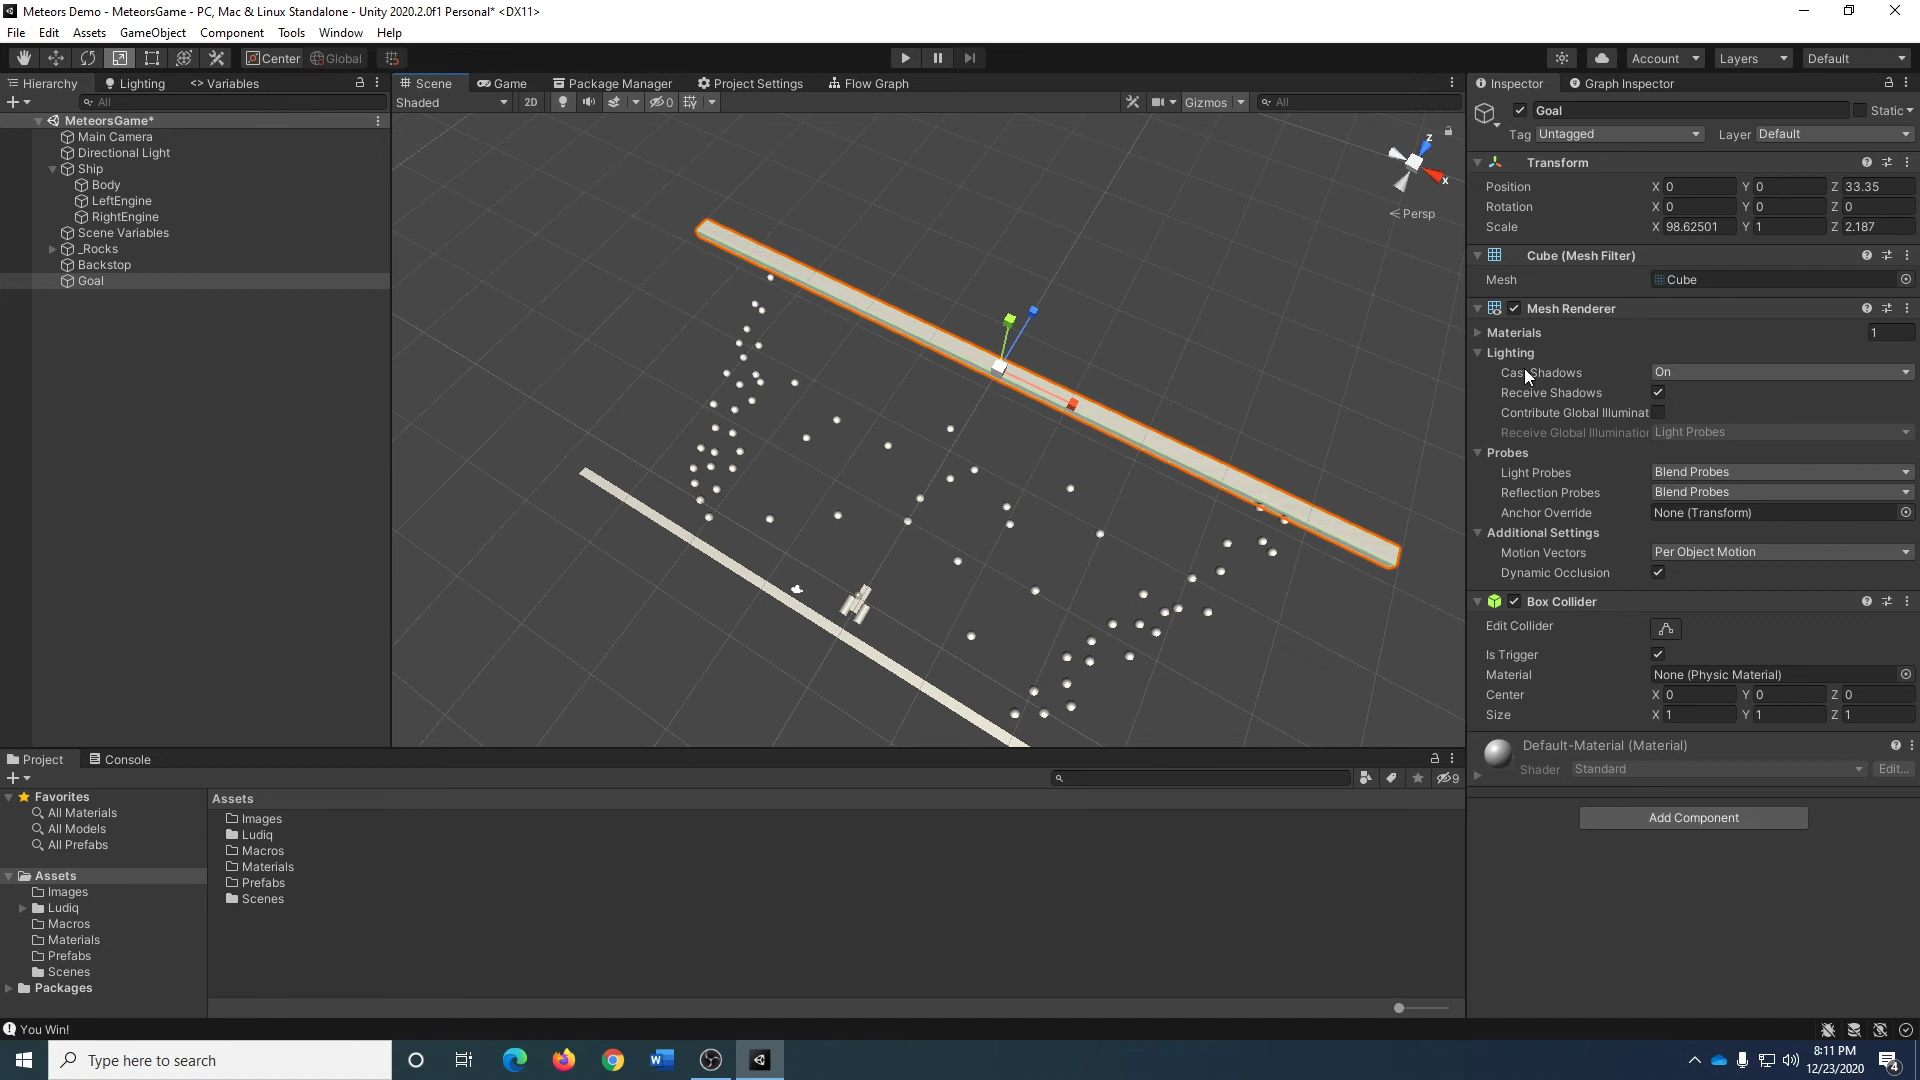 Meteors Demo - MeteorsGame - PC, Mac & Linux Standalone - Unity 2020.2.0f1 Personal* <DX11>
File Edit Assets GameObject Component Tools Window Help
Center Global Account Layers Default
Hierarchy Lighting <> Variables
All
MeteorsGame*
Main Camera
Directional Light
Ship
Body
LeftEngine
RightEngine
Scene Variables
_Rocks
Backstop
Goal
Scene Game Package Manager Project Settings Flow Graph
Shaded 2D 0 Gizmos All
z
x
< Persp
Inspector Graph Inspector
Goal Static
Tag Untagged Layer Default
Transform
Position X 0 Y 0 Z 33.35
Rotation X 0 Y 0 Z 0
Scale X 98.62501 Y 1 Z 2.187
Cube (Mesh Filter)
Mesh Cube
Mesh Renderer
Materials 1
Lighting
Cast Shadows On
Receive Shadows
Contribute Global Illuminat
Receive Global Illumination Light Probes
Probes
Light Probes Blend Probes
Reflection Probes Blend Probes
Anchor Override None (Transform)
Additional Settings
Motion Vectors Per Object Motion
Dynamic Occlusion
Box Collider
Edit Collider
Is Trigger
Material None (Physic Material)
Center X 0 Y 0 Z 0
Size X 1 Y 1 Z 1
Default-Material (Material)
Shader Standard Edit...
Add Component
Project Console
9
Favorites
All Materials
All Models
All Prefabs
Assets
Images
Ludiq
Macros
Materials
Prefabs
Scenes
Packages
Assets
Images
Ludiq
Macros
Materials
Prefabs
Scenes
You Win!
Type here to search
8:11 PM
12/23/2020
4